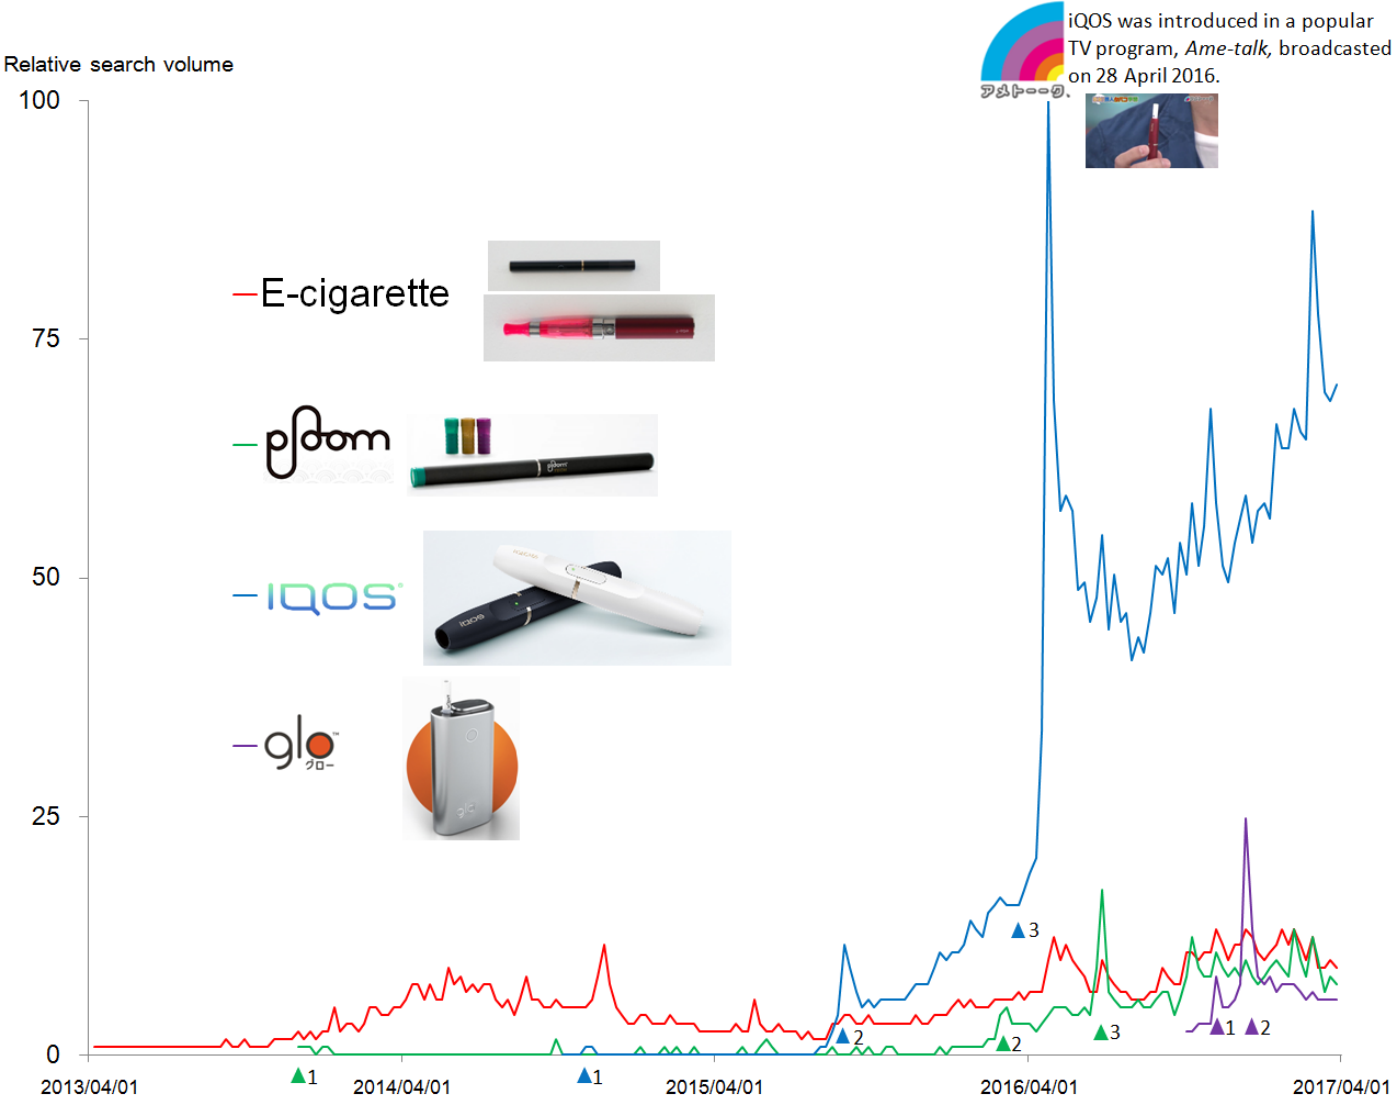 iQOS was introduced in a popular
TV program, Ame-talk, broadcasted
on 28 April 2016.
アメトーーク.
Relative search volume
100
75
50
25
0
E-cigarette
ploom
ploom
IQOS
IQOS
glo™
グロー
glo
3
2
3
1
2
2
1
1
2013/04/01
2014/04/01
2015/04/01
2016/04/01
2017/04/01